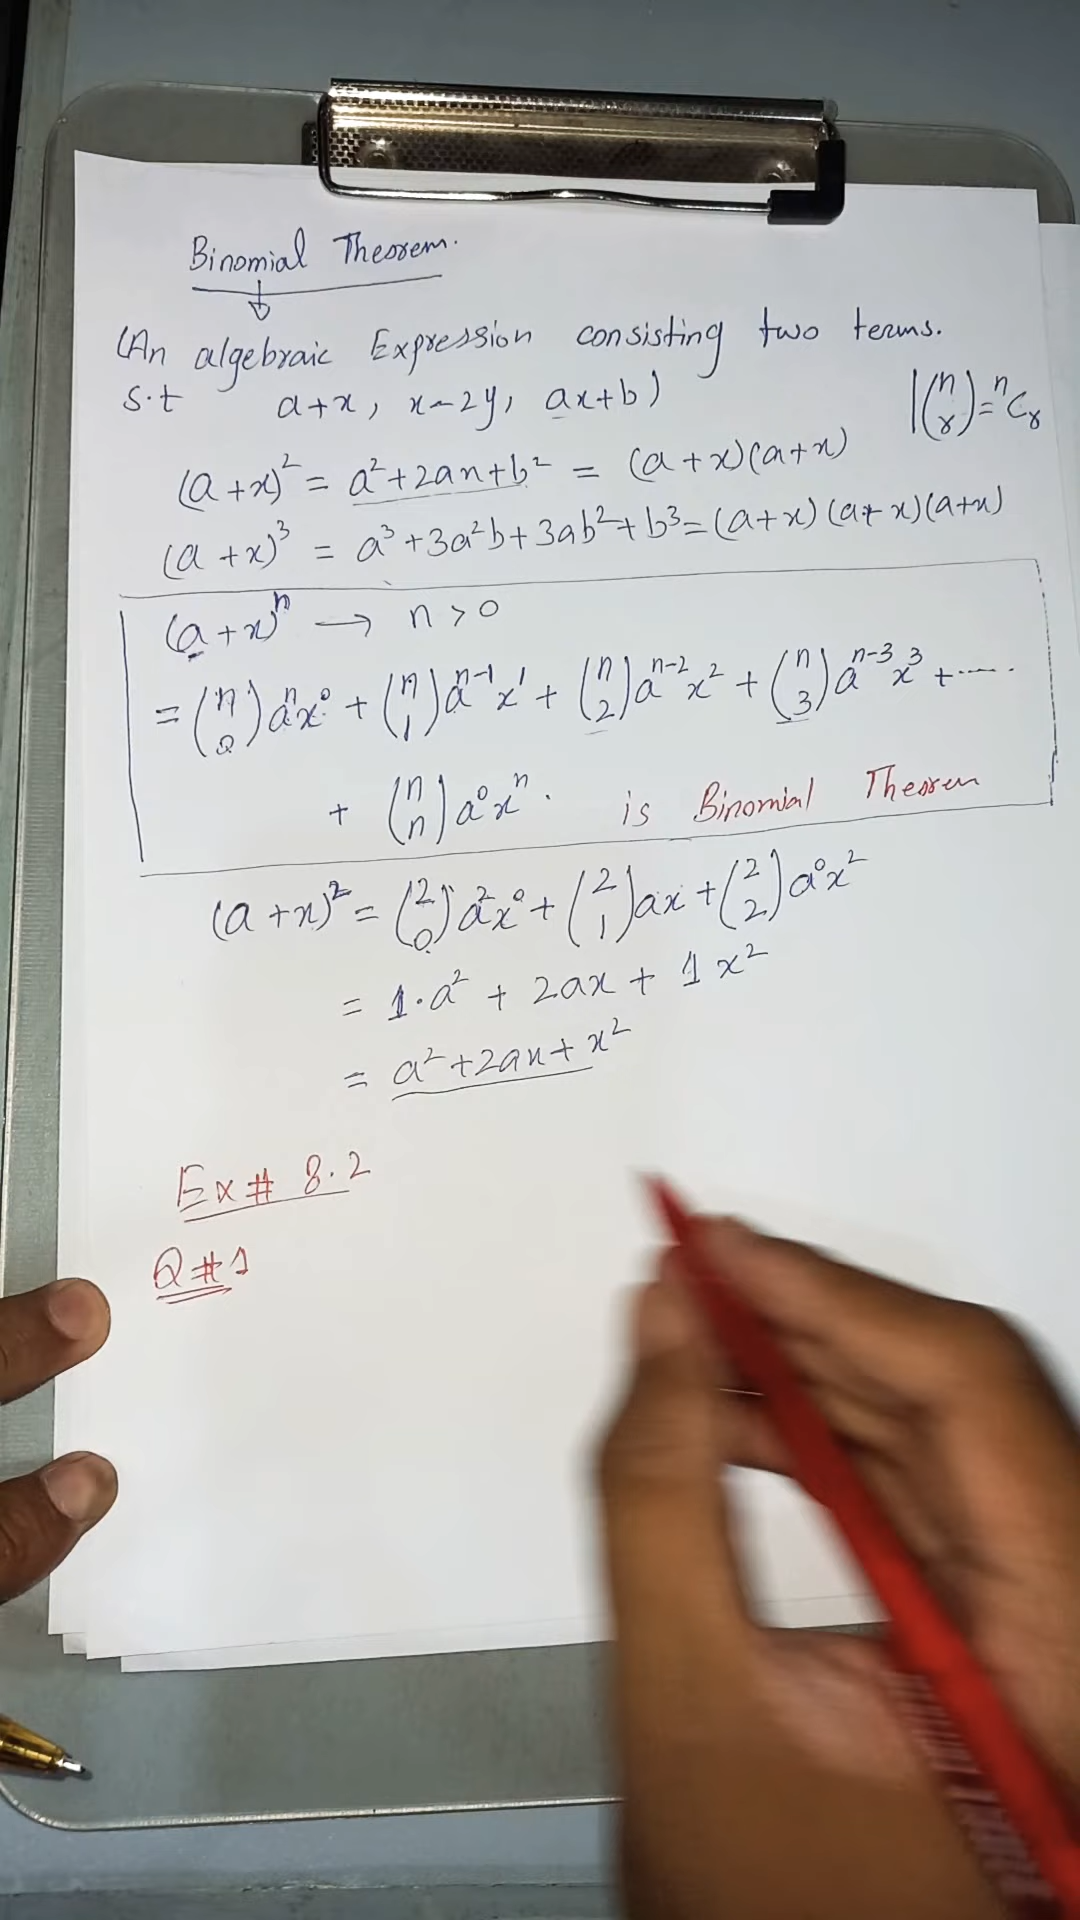 Binomial Theorem.
(An algebraic Expression consisting two terms.
s.t a+x, x-2y, ax+b)
(n r) = ⁿCᵣ
(a+x)² = a²+2ax+b² = (a+x)(a+x)
(a+x)³ = a³+3a²b+3ab²+b³ = (a+x)(a+x)(a+x)
(a+x)ⁿ → n>0
= (n 0)aⁿx⁰ + (n 1)aⁿ⁻¹x¹ + (n 2)aⁿ⁻²x² + (n 3)aⁿ⁻³x³ + .....
+ (n n)a⁰xⁿ. is Binomial Theorem
(a+x)² = (2 0)a²x⁰ + (2 1)ax + (2 2)a⁰x²
= 1·a² + 2ax + 1x²
= a²+2ax+x²
Ex# 8.2
Q#1